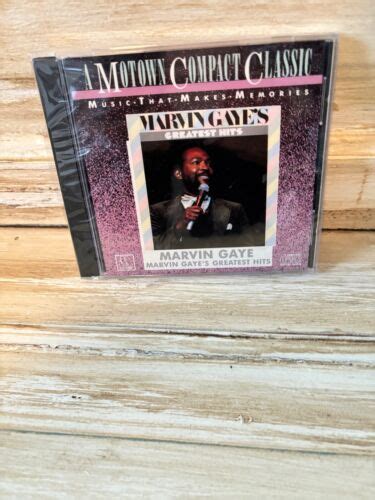 A MOTOWN COMPACT CLASSIC
MUSIC-THAT-MAKES-MEMORIES
MARVIN GAYE'S
GREATEST HITS
MARVIN GAYE
MARVIN GAYE'S GREATEST HITS